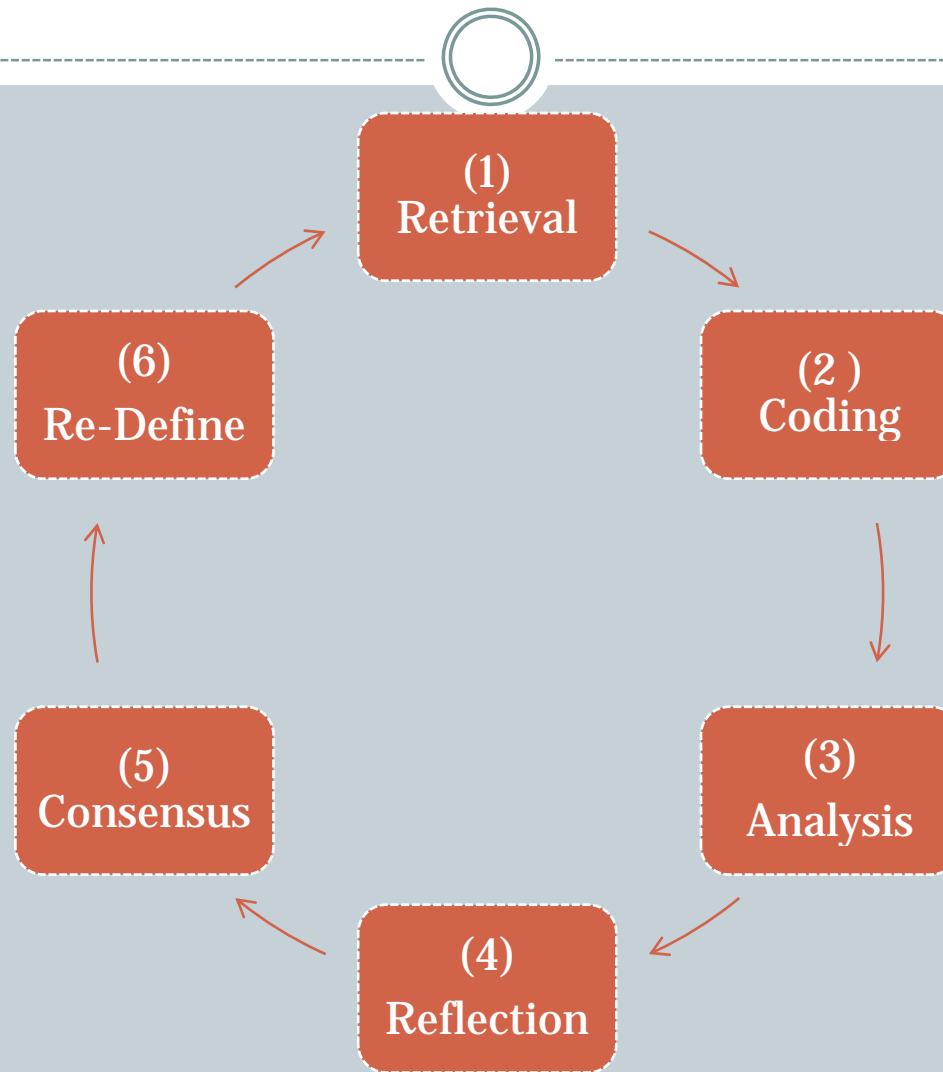 (1)
Retrieval
(2 )
Coding
(3)
Analysis
(4)
Reflection
(5)
Consensus
(6)
Re-Define